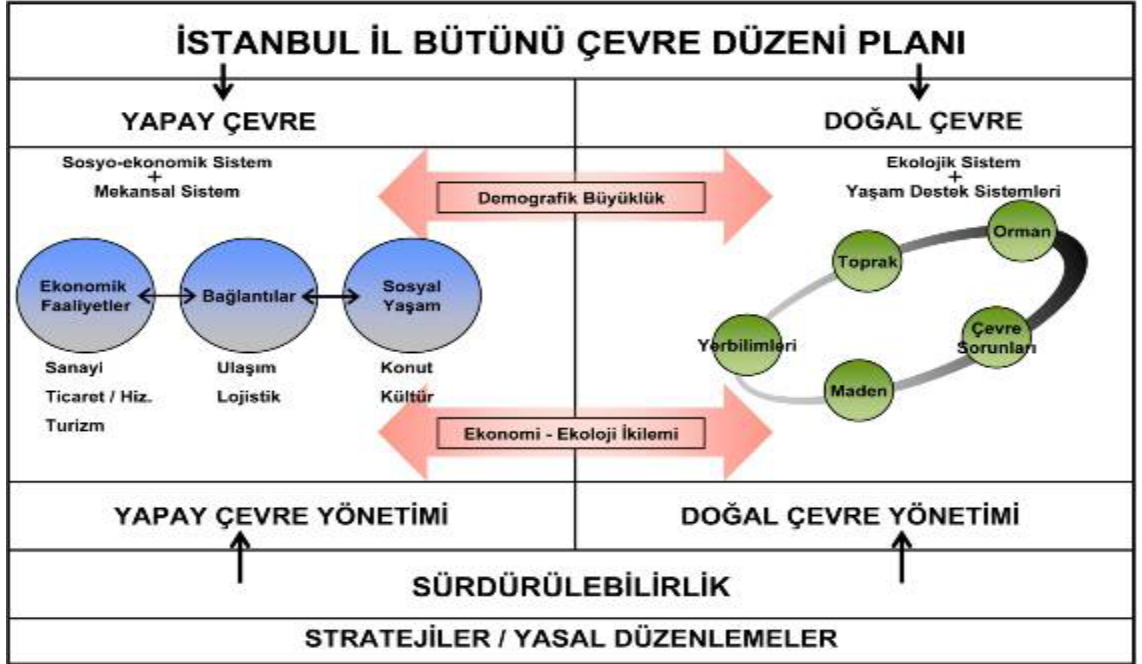 İSTANBUL İL BÜTÜNÜ ÇEVRE DÜZENİ PLANI
YAPAY ÇEVRE
DOĞAL ÇEVRE
Sosyo-ekonomik Sistem
+
Mekansal Sistem
Demografik Büyüklük
Ekolojik Sistem
+
Yaşam Destek Sistemleri
Ekonomik
Faaliyetler
Bağlantılar
Sosyal
Yaşam
Sanayi
Ticaret / Hiz.
Turizm
Ulaşım
Lojistik
Konut
Kültür
Orman
Toprak
Yerbilimleri
Çevre
Sorunları
Maden
Ekonomi - Ekoloji İkilemi
YAPAY ÇEVRE YÖNETİMİ
DOĞAL ÇEVRE YÖNETİMİ
SÜRDÜRÜLEBİLİRLİK
STRATEJİLER / YASAL DÜZENLEMELER